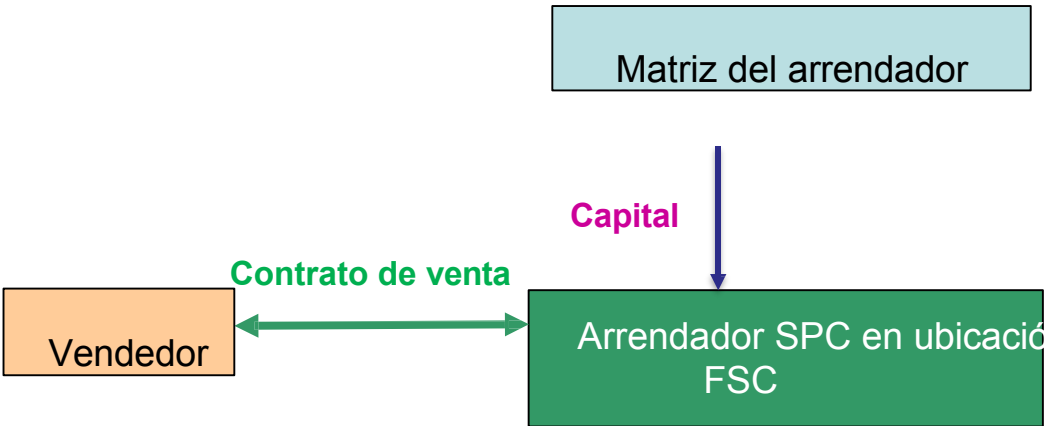 Matriz del arrendador
Capital
Contrato de venta
Vendedor
Arrendador SPC en ubicació
FSC